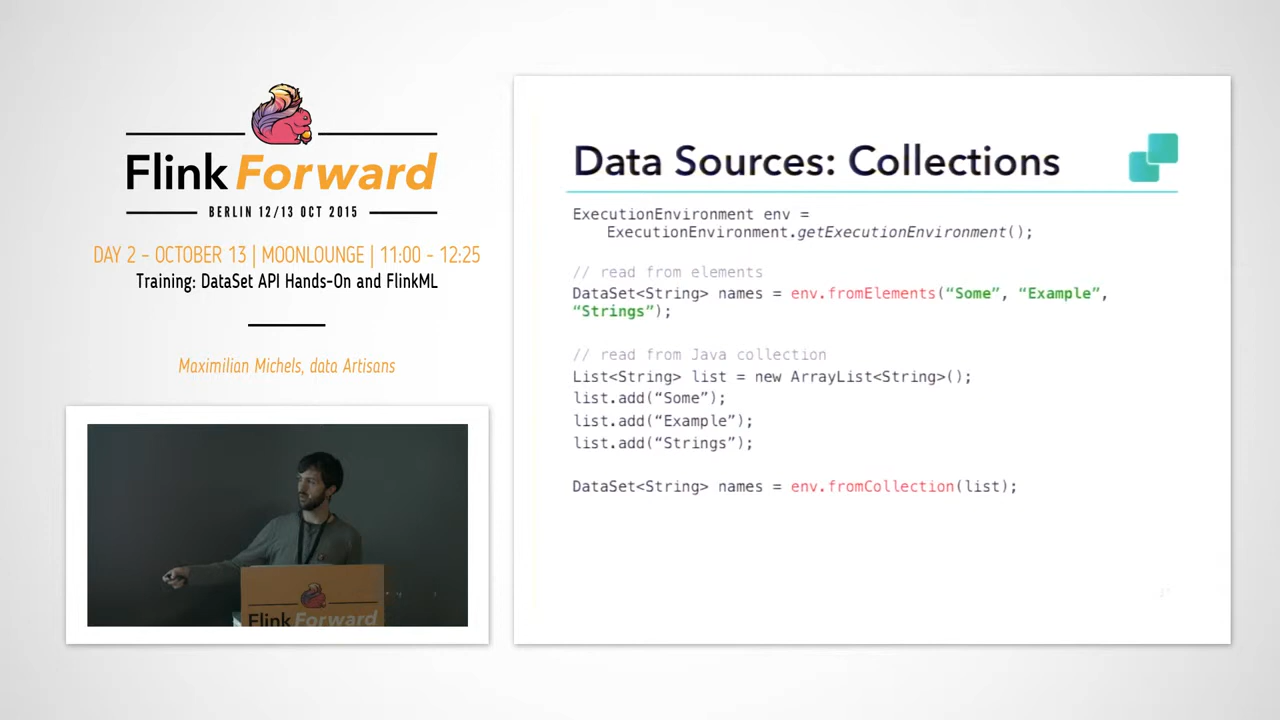 Flink Forward
BERLIN 12/13 OCT 2015
DAY 2 - OCTOBER 13 | MOONLOUNGE | 11:00 - 12:25
Training: DataSet API Hands-On and FlinkML
Maximilian Michels, data Artisans
Flink Forward
Data Sources: Collections
ExecutionEnvironment env =
ExecutionEnvironment.getExecutionEnvironment();
// read from elements
DataSet<String> names = env.fromElements(“Some”, “Example”,
“Strings”);
// read from Java collection
List<String> list = new ArrayList<String>();
list.add(“Some”);
list.add(“Example”);
list.add(“Strings”);
DataSet<String> names = env.fromCollection(list);